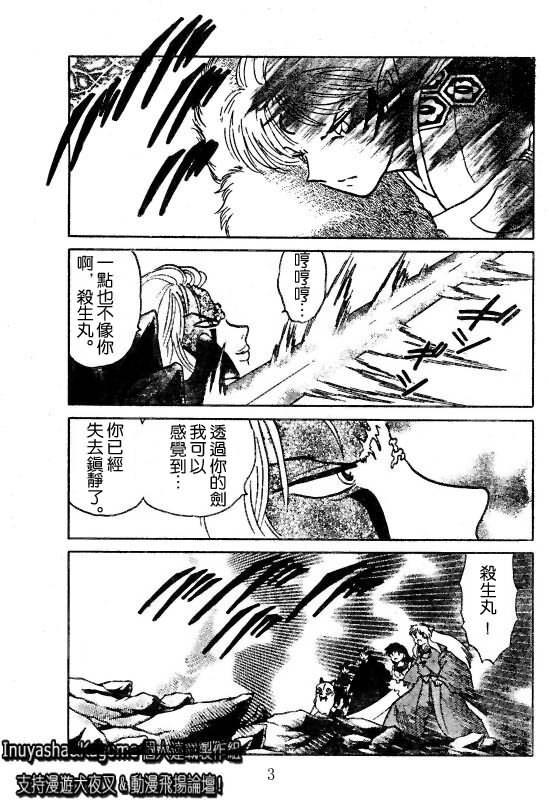 哼哼哼…
一點也不像你
啊，殺生丸。
透過你的劍
我可以
感覺到…
你已經
失去鎮靜了。
殺生丸！
3
Inuyasha&Kagome 個人連載製作組
支持漫遊犬夜叉&動漫飛揚論壇！